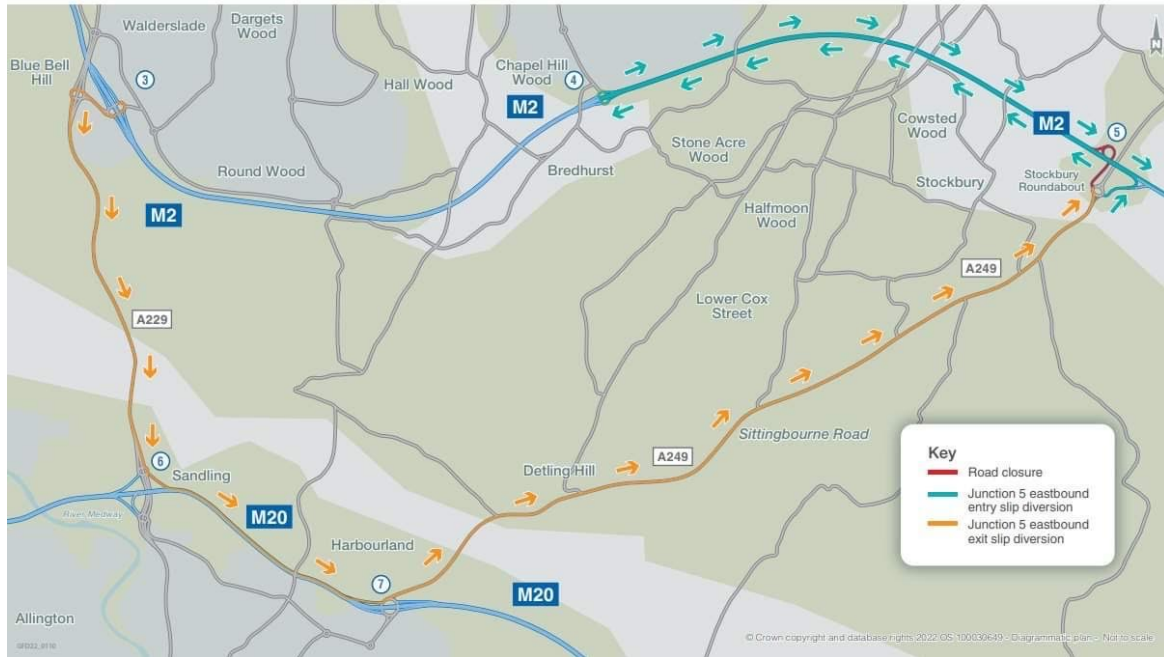 Walderslade
Dargets
Wood
Blue Bell
Hill
3
Hall Wood
Chapel Hill
Wood
4
M2
N
Cowsted
Wood
M2
5
Stone Acre
Wood
Round Wood
Bredhurst
Stockbury
Stockbury
Roundabout
M2
Halfmoon
Wood
A249
Lower Cox
Street
A229
Sittingbourne Road
6
Sandling
Detling Hill
A249
River Medway
M20
Harbourland
7
M20
Allington
Key
Road closure
Junction 5 eastbound
entry slip diversion
Junction 5 eastbound
exit slip diversion
© Crown copyright and database rights 2022 OS 100030649 - Diagrammatic plan - Not to scale